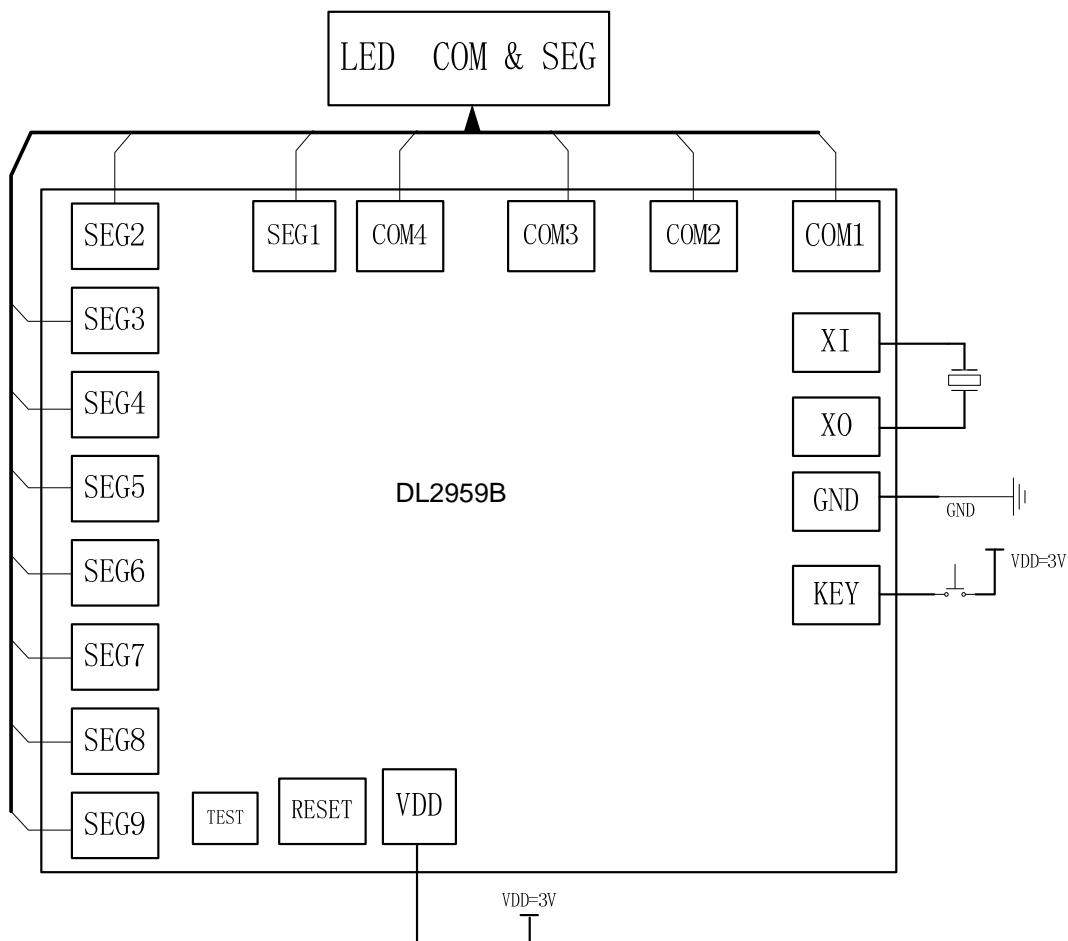 LED COM & SEG
SEG2
SEG1
COM4
COM3
COM2
COM1
SEG3
XI
SEG4
XO
SEG5
DL2959B
GND
GND
SEG6
KEY
VDD=3V
SEG7
SEG8
SEG9
TEST
RESET
VDD
VDD=3V